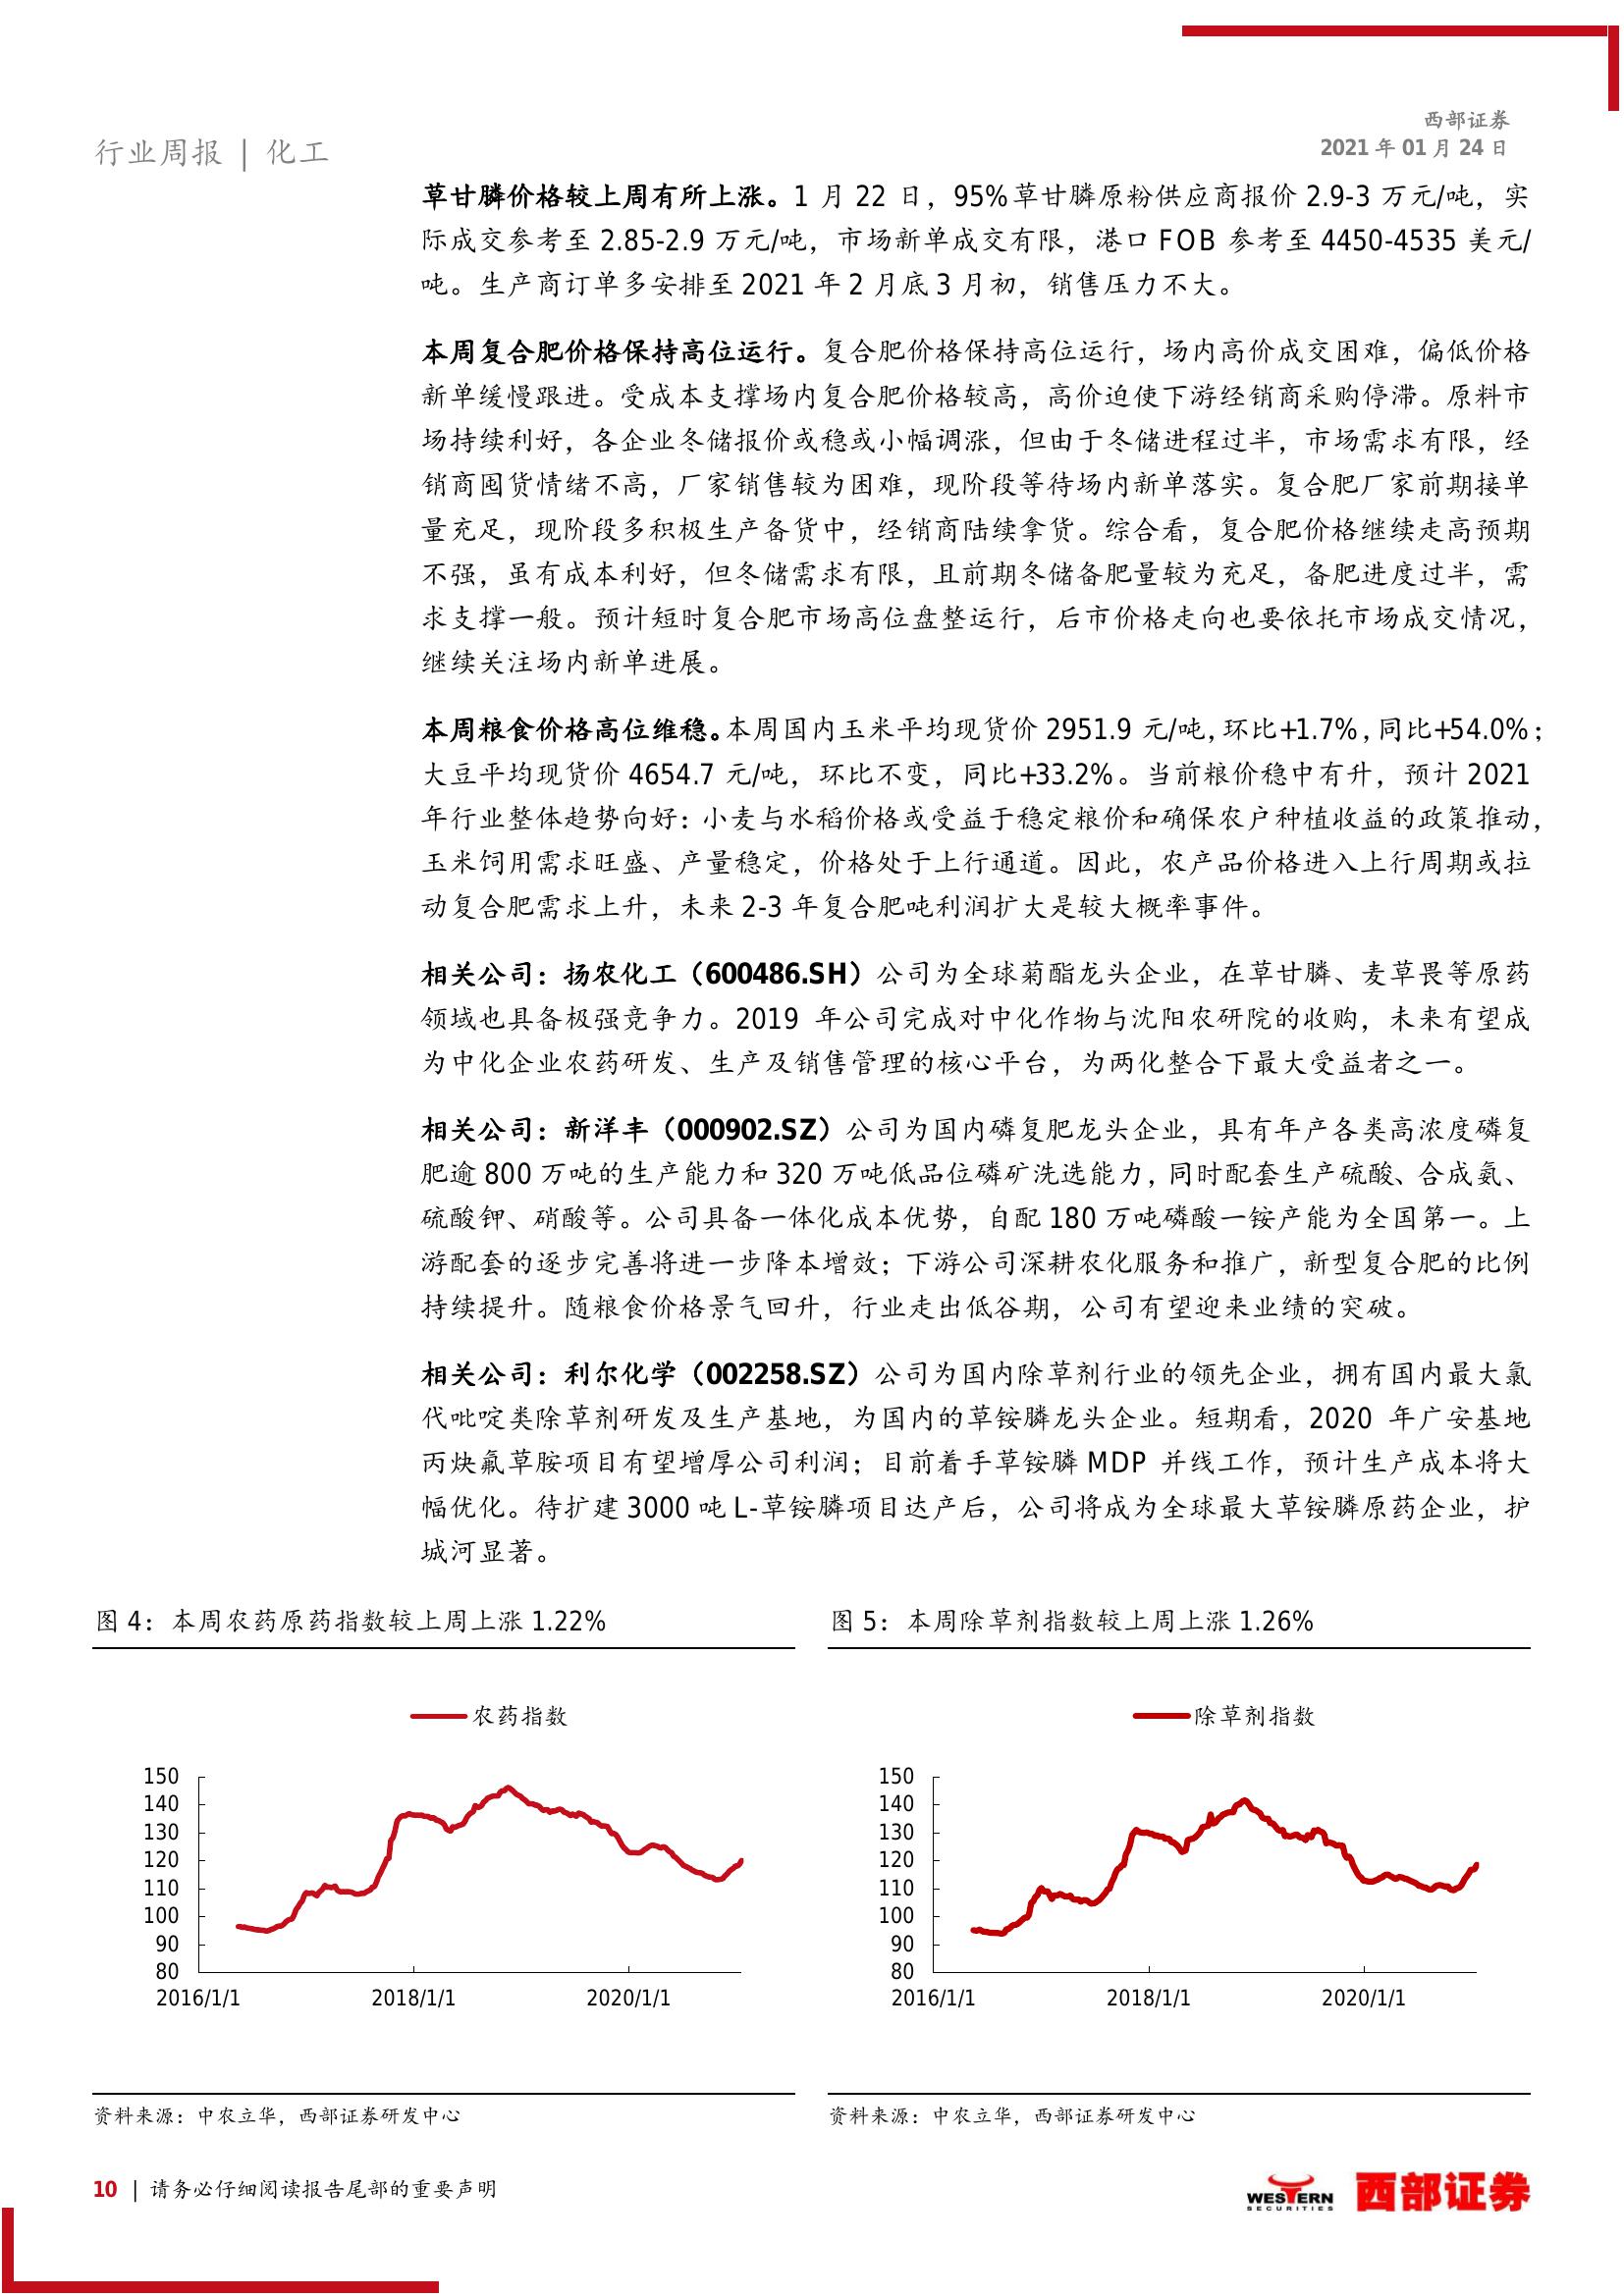 西部证券
2021 年 01 月 24 日
行业周报 | 化工
草甘膦价格较上周有所上涨。1 月 22 日，95%草甘膦原粉供应商报价 2.9-3 万元/吨，实
际成交参考至 2.85-2.9 万元/吨，市场新单成交有限，港口 FOB 参考至 4450-4535 美元/
吨。生产商订单多安排至 2021 年 2 月底 3 月初，销售压力不大。
本周复合肥价格保持高位运行。复合肥价格保持高位运行，场内高价成交困难，偏低价格
新单缓慢跟进。受成本支撑场内复合肥价格较高，高价迫使下游经销商采购停滞。原料市
场持续利好，各企业冬储报价或稳或小幅调涨，但由于冬储进程过半，市场需求有限，经
销商囤货情绪不高，厂家销售较为困难，现阶段等待场内新单落实。复合肥厂家前期接单
量充足，现阶段多积极生产备货中，经销商陆续拿货。综合看，复合肥价格继续走高预期
不强，虽有成本利好，但冬储需求有限，且前期冬储备肥量较为充足，备肥进度过半，需
求支撑一般。预计短时复合肥市场高位盘整运行，后市价格走向也要依托市场成交情况，
继续关注场内新单进展。
本周粮食价格高位维稳。本周国内玉米平均现货价 2951.9 元/吨，环比+1.7%，同比+54.0%；
大豆平均现货价 4654.7 元/吨，环比不变，同比+33.2%。当前粮价稳中有升，预计 2021
年行业整体趋势向好：小麦与水稻价格或受益于稳定粮价和确保农户种植收益的政策推动，
玉米饲用需求旺盛、产量稳定，价格处于上行通道。因此，农产品价格进入上行周期或拉
动复合肥需求上升，未来 2-3 年复合肥吨利润扩大是较大概率事件。
相关公司：扬农化工（600486.SH）公司为全球菊酯龙头企业，在草甘膦、麦草畏等原药
领域也具备极强竞争力。2019 年公司完成对中化作物与沈阳农研院的收购，未来有望成
为中化企业农药研发、生产及销售管理的核心平台，为两化整合下最大受益者之一。
相关公司：新洋丰（000902.SZ）公司为国内磷复肥龙头企业，具有年产各类高浓度磷复
肥逾 800 万吨的生产能力和 320 万吨低品位磷矿洗选能力，同时配套生产硫酸、合成氨、
硫酸钾、硝酸等。公司具备一体化成本优势，自配 180 万吨磷酸一铵产能为全国第一。上
游配套的逐步完善将进一步降本增效；下游公司深耕农化服务和推广，新型复合肥的比例
持续提升。随粮食价格景气回升，行业走出低谷期，公司有望迎来业绩的突破。
相关公司：利尔化学（002258.SZ）公司为国内除草剂行业的领先企业，拥有国内最大氯
代吡啶类除草剂研发及生产基地，为国内的草铵膦龙头企业。短期看，2020 年广安基地
丙炔氟草胺项目有望增厚公司利润；目前着手草铵膦 MDP 并线工作，预计生产成本将大
幅优化。待扩建 3000 吨 L-草铵膦项目达产后，公司将成为全球最大草铵膦原药企业，护
城河显著。
图 4：本周农药原药指数较上周上涨 1.22%
农药指数
150
140
130
120
110
100
90
80
2016/1/1 2018/1/1 2020/1/1
资料来源：中农立华，西部证券研发中心
图 5：本周除草剂指数较上周上涨 1.26%
除草剂指数
150
140
130
120
110
100
90
80
2016/1/1 2018/1/1 2020/1/1
资料来源：中农立华，西部证券研发中心
10 | 请务必仔细阅读报告尾部的重要声明
WESTERN
SECURITIES
西部证券